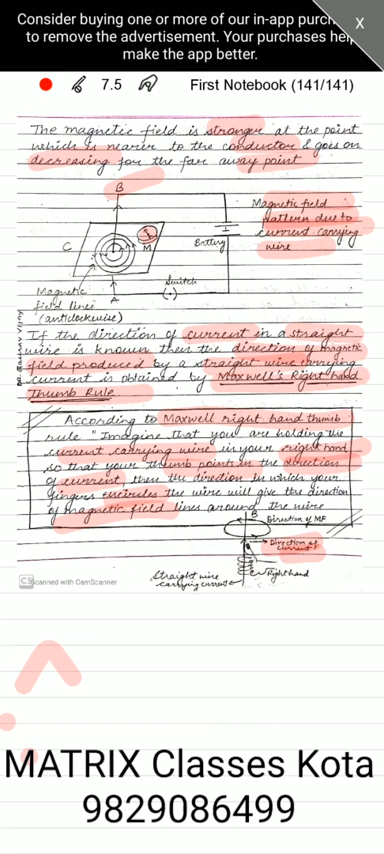 Consider buying one or more of our in-app purch
to remove the advertisement. Your purchases help
make the app better.
X
7.5
First Notebook (141/141)
The magnetic field is stronger at the point
which is nearer to the conductor & goes on
decreasing for the far away point
B
Magnetic field
pattern due to
current carrying
wire
C
S
M
Battery
A
Switch
(.)
Magnetic
field lines
(anticlockwise)
If the direction of current in a straight
wire is known then the direction of magnetic
field produced by a straight wire carrying
current is obtained by Maxwell's Right hand
Thumb Rule
According to Maxwell right hand thumb
rule "Imagine that you are holding the
current carrying wire in your right hand
so that your thumb points in the direction
of current, then the direction in which your
fingers encircles the wire will give the direction
of magnetic field lines around the wire
B
Direction of MF
Direction of
current
Right hand
Straight wire
carrying current
CS Scanned with CamScanner
MATRIX Classes Kota
9829086499